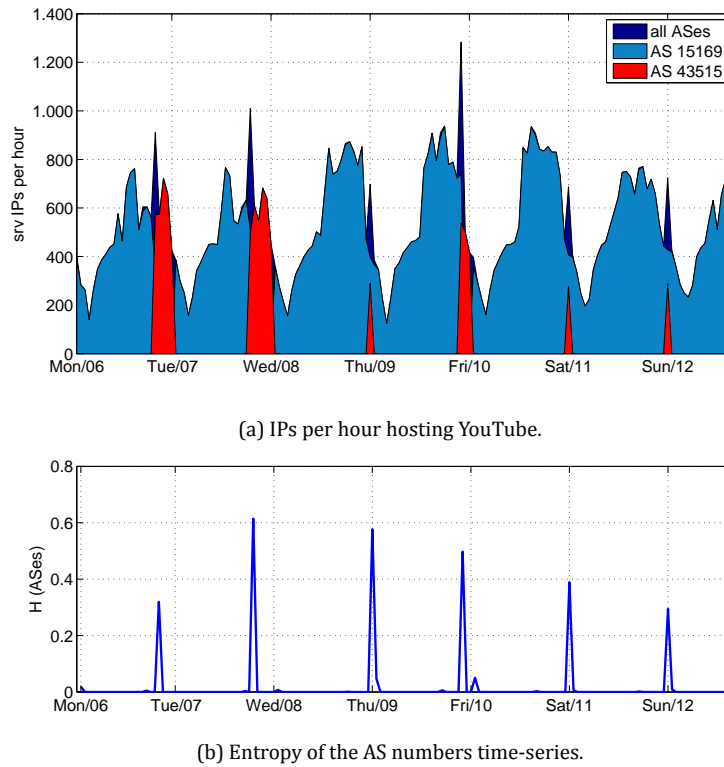 1.400
1.200
1.000
800
600
400
200
0
srv IPs per hour
all ASes
AS 15169
AS 43515
Mon/06 Tue/07 Wed/08 Thu/09 Fri/10 Sat/11 Sun/12
(a) IPs per hour hosting YouTube.
0.8
0.6
0.4
0.2
0
H (ASes)
Mon/06 Tue/07 Wed/08 Thu/09 Fri/10 Sat/11 Sun/12
(b) Entropy of the AS numbers time-series.